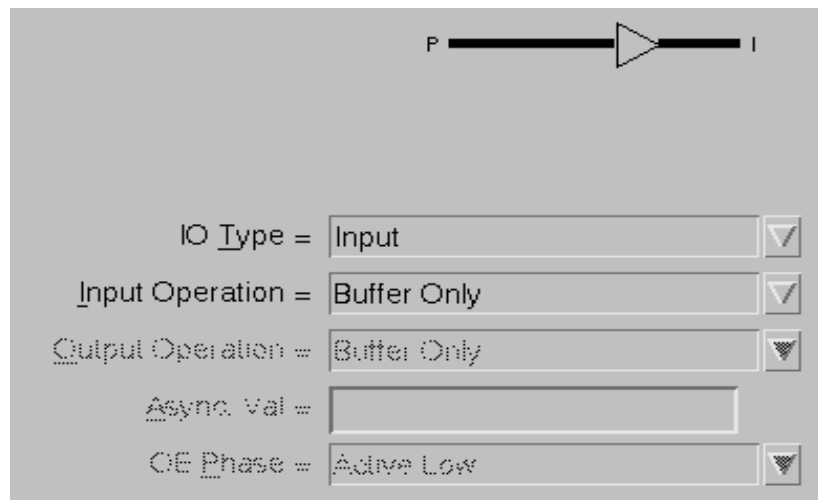 P I
IO Type = Input
Input Operation = Buffer Only
Output Operation = Buffer Only
Async. Val =
OE Phase = Active Low